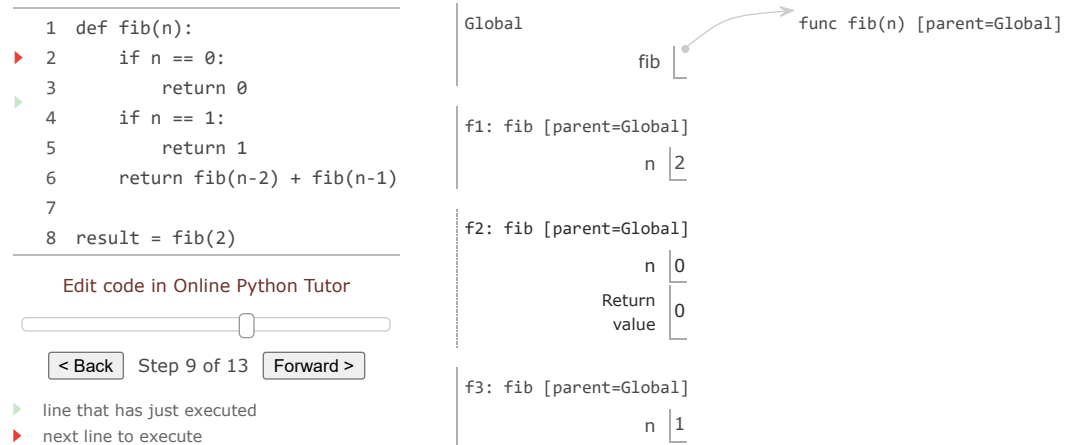 1 def fib(n):
2     if n == 0:
3         return 0
4     if n == 1:
5         return 1
6     return fib(n-2) + fib(n-1)
7
8 result = fib(2)
Edit code in Online Python Tutor
< Back Step 9 of 13 Forward >
line that has just executed
next line to execute
Global
fib
func fib(n) [parent=Global]
f1: fib [parent=Global]
n 2
f2: fib [parent=Global]
n 0
Return
value 0
f3: fib [parent=Global]
n 1